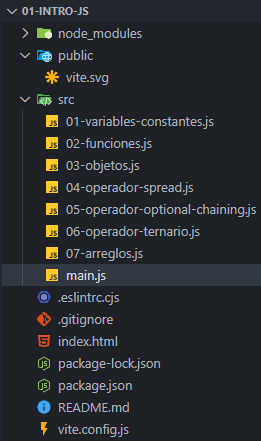 01-INTRO-JS
node_modules
public
vite.svg
src
01-variables-constantes.js
02-funciones.js
03-objetos.js
04-operador-spread.js
05-operador-optional-chaining.js
06-operador-ternario.js
07-arreglos.js
main.js
.eslintrc.cjs
.gitignore
index.html
package-lock.json
package.json
README.md
vite.config.js